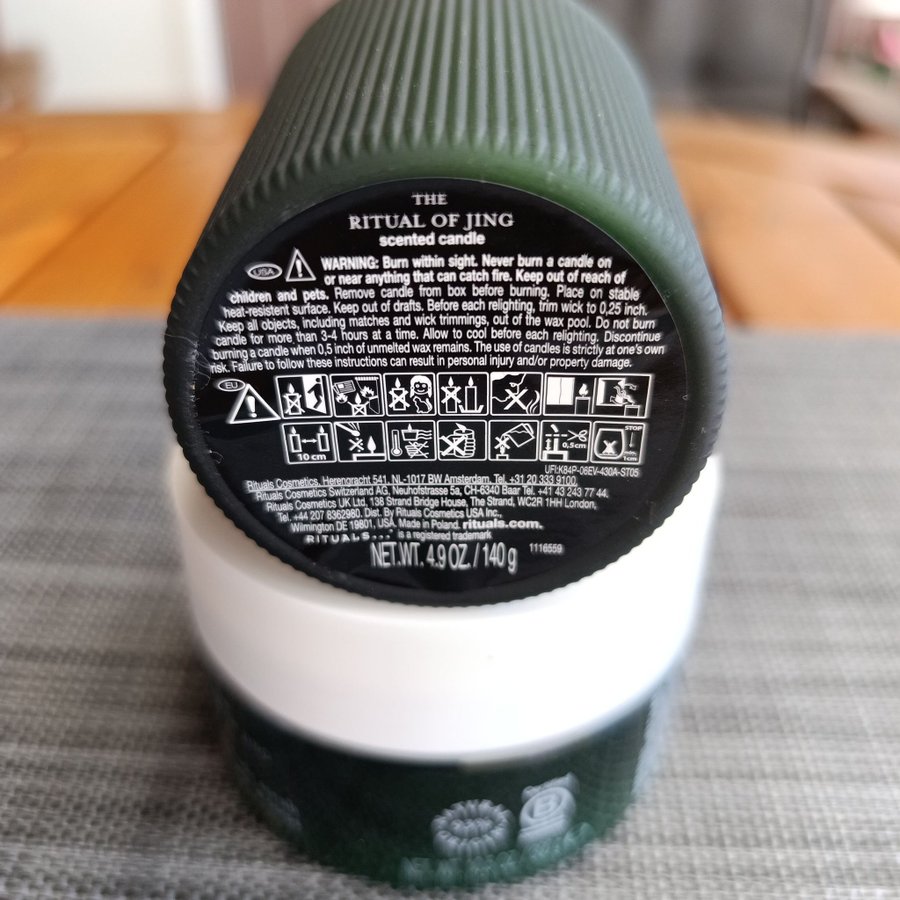 THE
RITUAL OF JING
scented candle
USA WARNING: Burn within sight. Never burn a candle on
or near anything that can catch fire. Keep out of reach of
children and pets. Remove candle from box before burning. Place on stable
heat-resistent surface. Keep out of drafts. Before each relighting, trim wick to 0,25 inch.
Keep all objects, including matches and wick trimmings, out of the wax pool. Do not burn
candle for more than 3-4 hours at a time. Allow to cool before each relighting. Discontinue
burning a candle when 0,5 inch of unmelted wax remains. The use of candles is strictly at one's own
risk. Failure to follow these instructions can result in personal injury and/or property damage.
EU
10 cm 0,5cm STOP min. 1cm
UFI:K84P-06EV-430A-ST05
Rituals Cosmetics, Herengracht 541, NL-1017 BW Amsterdam, Tel. +31 20 333 9100,
Rituals Cosmetics Switzerland AG, Neuhofstrasse 5a, CH-6340 Baar Tel. +41 43 243 77 44.
Rituals Cosmetics UK Ltd, 138 Strand Bridge House, The Strand, WC2R 1HH London,
Tel. +44 207 8362980. Dist. By Rituals Cosmetics USA Inc.,
Wilmington DE 19801, USA. Made in Poland. rituals.com.
RITUALS... is a registered trademark
NET.WT. 4.9 OZ. / 140 g 1116559
B